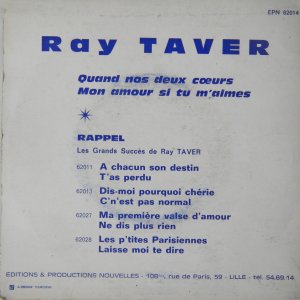 EPN 62014
Ray TAVER
Quand nos deux cœurs
Mon amour si tu m'aimes
RAPPEL
Les Grands Succès de Ray TAVER
62011 A chacun son destin
T'as perdu
62013 Dis-moi pourquoi chérie
C'n'est pas normal
62027 Ma première valse d'amour
Ne dis plus rien
62028 Les p'tites Parisiennes
Laisse moi te dire
EDITIONS & PRODUCTIONS NOUVELLES - 108 rue de Paris, 59 - LILLE - tél. 54.69.14